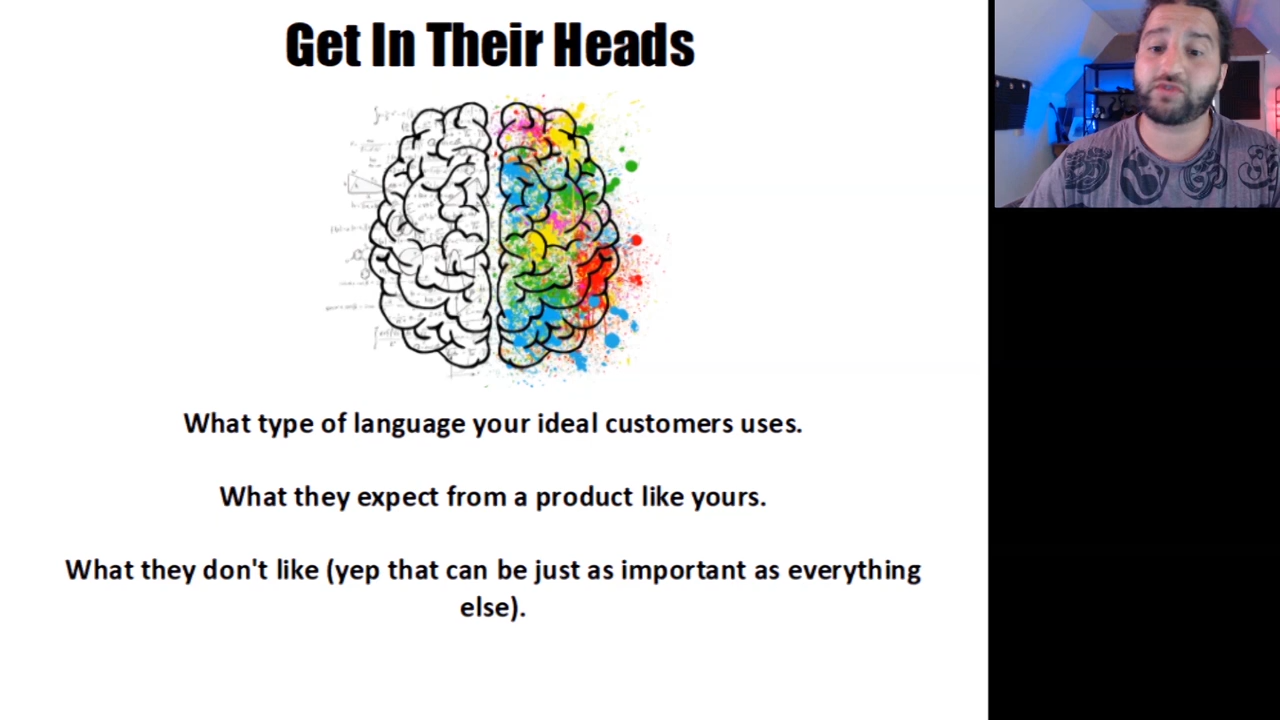 Get In Their Heads
What type of language your ideal customers uses.
What they expect from a product like yours.
What they don't like (yep that can be just as important as everything
else).